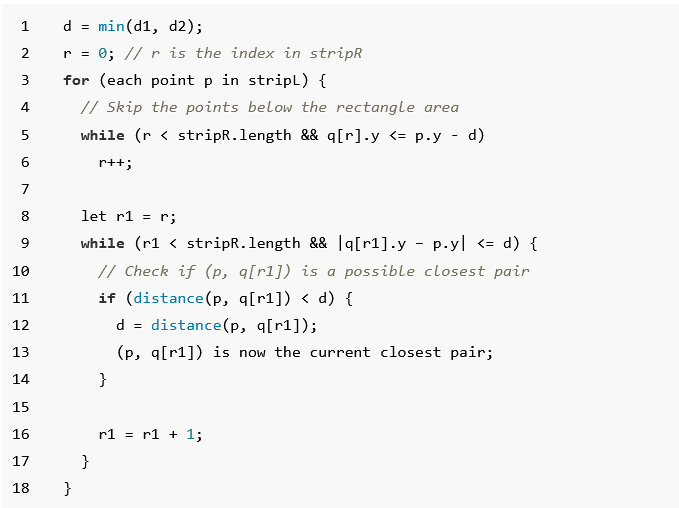 1 d = min(d1, d2);
2 r = 0; // r is the index in stripR
3 for (each point p in stripL) {
4 // Skip the points below the rectangle area
5 while (r < stripR.length && q[r].y <= p.y - d)
6 r++;
7
8 let r1 = r;
9 while (r1 < stripR.length && |q[r1].y – p.y| <= d) {
10 // Check if (p, q[r1]) is a possible closest pair
11 if (distance(p, q[r1]) < d) {
12 d = distance(p, q[r1]);
13 (p, q[r1]) is now the current closest pair;
14 }
15
16 r1 = r1 + 1;
17 }
18 }